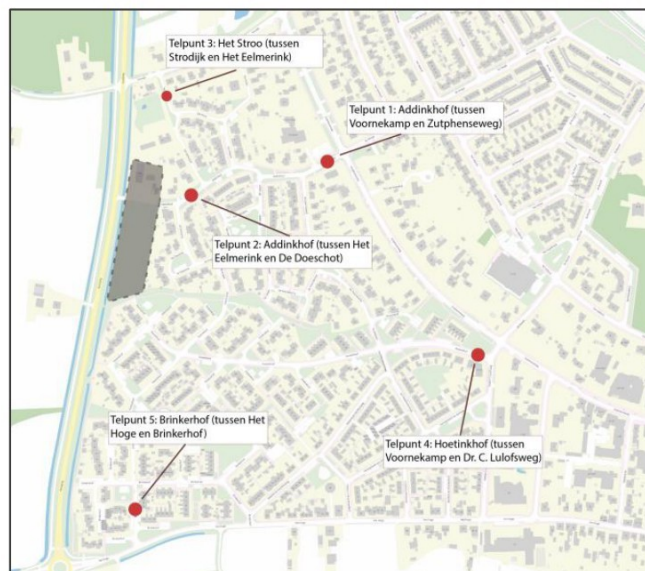 Telpunt 3: Het Stroo (tussen
Strodijk en Het Eelmerink)
Telpunt 1: Addinkhof (tussen
Voornekamp en Zutphenseweg)
Telpunt 2: Addinkhof (tussen Het
Eelmerink en De Doeschot)
Telpunt 5: Brinkerhof (tussen Het
Hoge en Brinkerhof)
Telpunt 4: Hoetinkhof (tussen
Voornekamp en Dr. C. Lulofsweg)